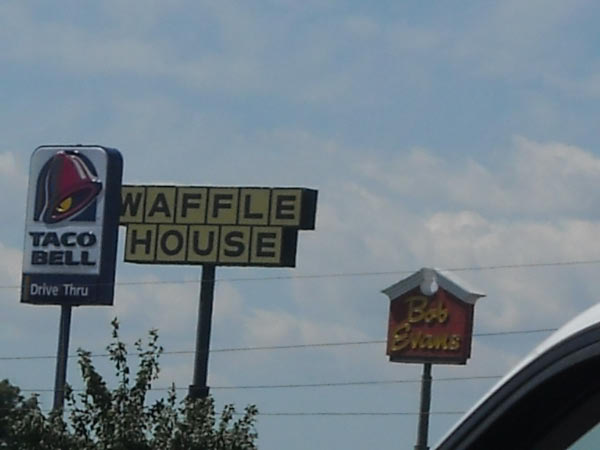 TACO
BELL
Drive Thru
WAFFLE
HOUSE
Bob
Evans